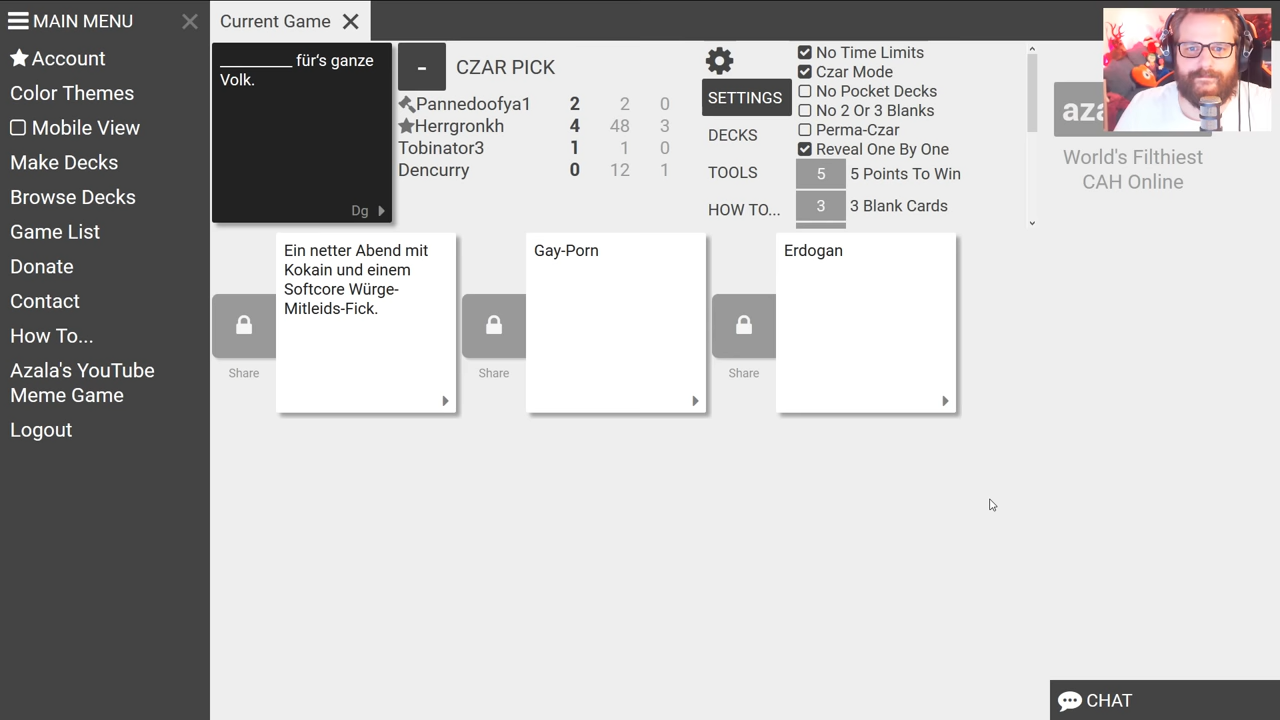 MAIN MENU
Account
Color Themes
Mobile View
Make Decks
Browse Decks
Game List
Donate
Contact
How To...
Azala's YouTube
Meme Game
Logout
Current Game
__________ für's ganze
Volk.
Dg
-
CZAR PICK
Pannedoofya1 2 2 0
Herrgronkh 4 48 3
Tobinator3 1 1 0
Dencurry 0 12 1
SETTINGS
DECKS
TOOLS
HOW TO...
No Time Limits
Czar Mode
No Pocket Decks
No 2 Or 3 Blanks
Perma-Czar
Reveal One By One
5 5 Points To Win
3 3 Blank Cards
World's Filthiest
CAH Online
Share
Ein netter Abend mit
Kokain und einem
Softcore Würge-
Mitleids-Fick.
Share
Gay-Porn
Share
Erdogan
CHAT